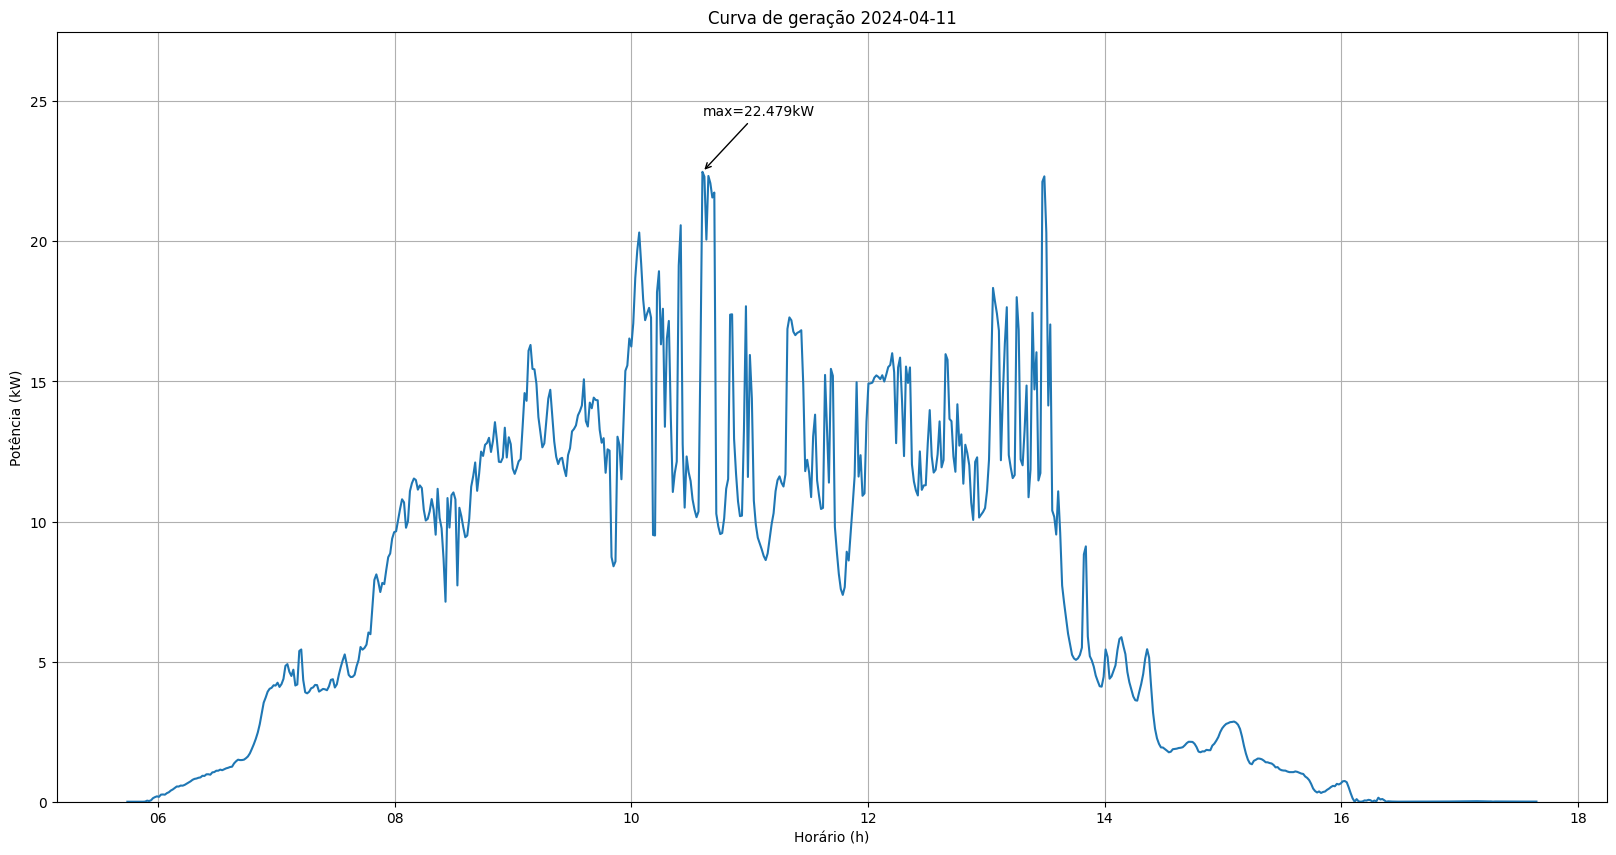 Curva de geração 2024-04-11
max=22.479kW
Potência (kW)
25
20
15
10
5
0
06 08 10 12 14 16 18
Horário (h)